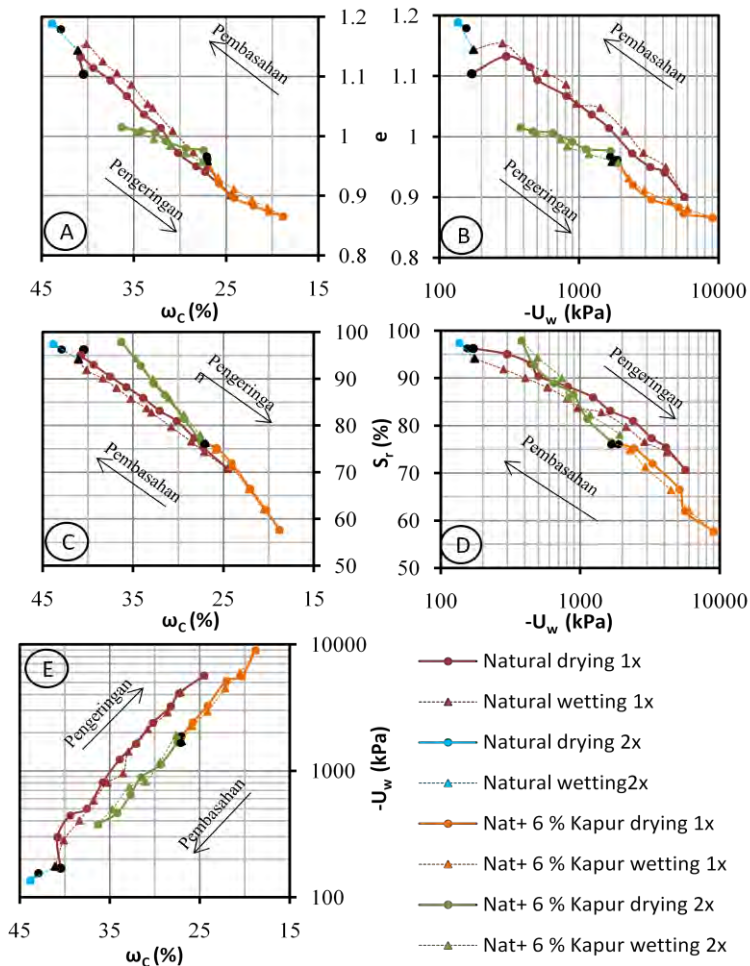 1.2
1.1
1
0.9
0.8
e
Pembasahan
Pengeringan
A
45
35
25
15
ωc(%)
1.2
1.1
1
0.9
0.8
Pembasahan
Pengeringan
B
100
1000
10000
-Uw (kPa)
100
90
80
70
60
50
Sr (%)
Pengeringa
n
Pembasahan
C
45
35
25
15
ωc(%)
100
90
80
70
60
50
Pengeringan
Pembasahan
D
100
1000
10000
-Uw (kPa)
10000
1000
100
-Uw (kPa)
E
Pengeringan
Pembasahan
45
35
25
15
ωc(%)
Natural drying 1x
Natural wetting 1x
Natural drying 2x
Natural wetting2x
Nat+ 6 % Kapur drying 1x
Nat+ 6 % Kapur wetting 1x
Nat+ 6 % Kapur drying 2x
Nat+ 6 % Kapur wetting 2x